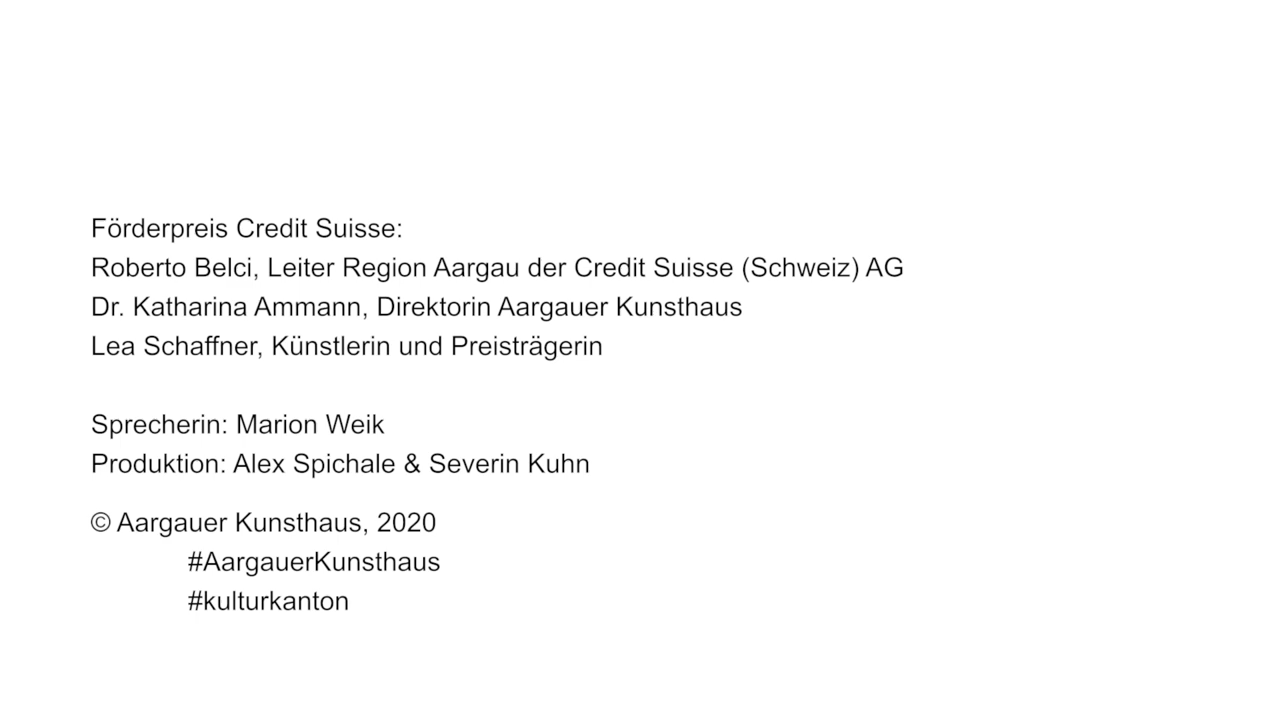 Förderpreis Credit Suisse:
Roberto Belci, Leiter Region Aargau der Credit Suisse (Schweiz) AG
Dr. Katharina Ammann, Direktorin Aargauer Kunsthaus
Lea Schaffner, Künstlerin und Preisträgerin
Sprecherin: Marion Weik
Produktion: Alex Spichale & Severin Kuhn
© Aargauer Kunsthaus, 2020
#AargauerKunsthaus
#kulturkanton